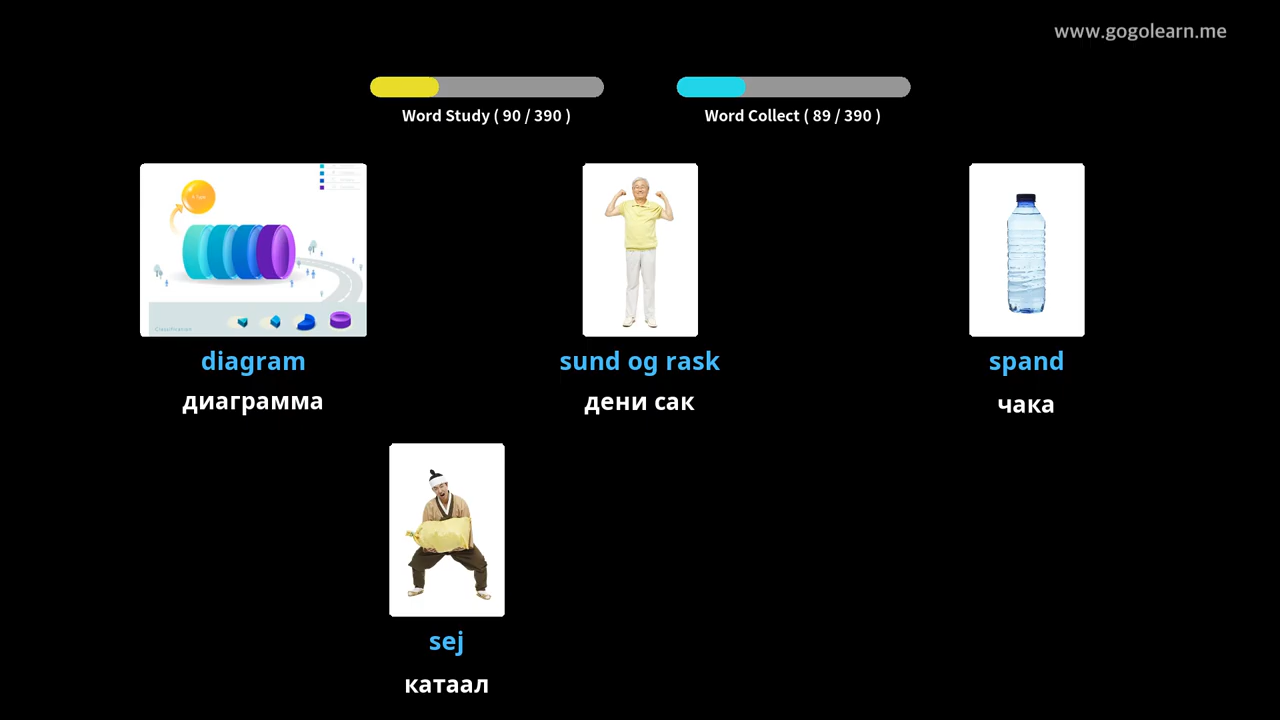 www.gogolearn.me
Word Study ( 90 / 390 )
Word Collect ( 89 / 390 )
Classification
diagram
sund og rask
spand
диаграмма
дени сак
чака
sej
катаал